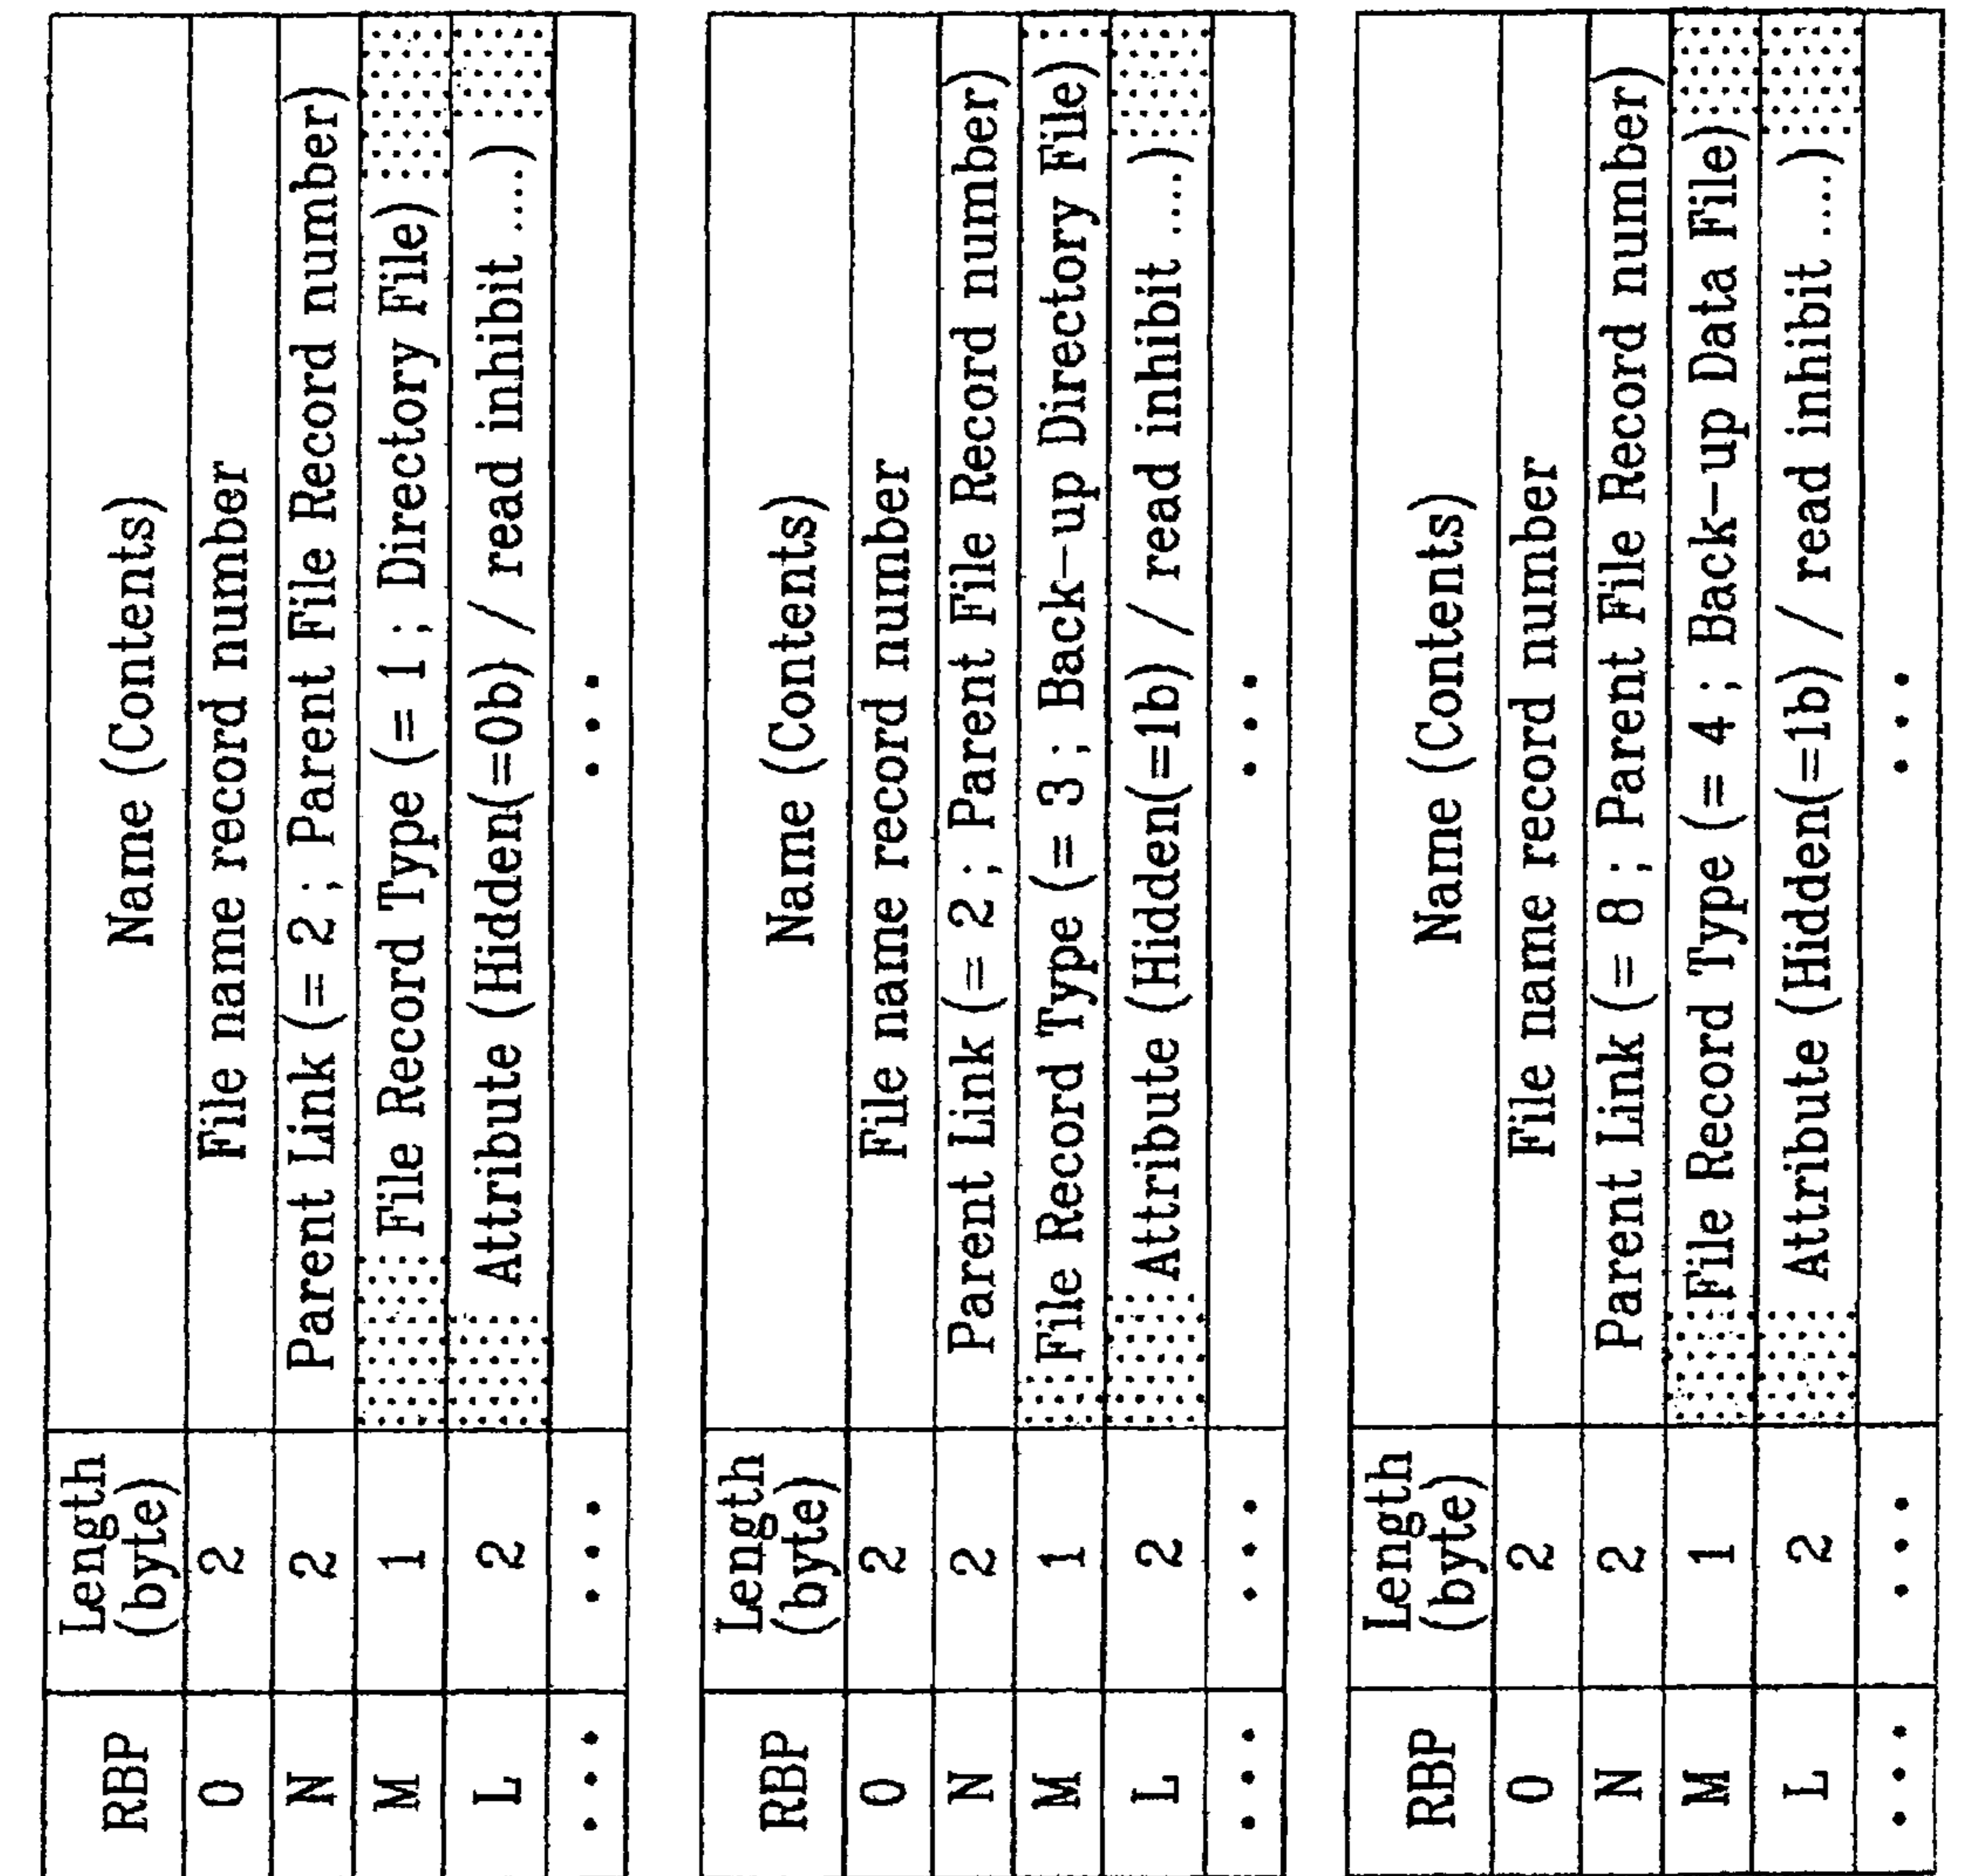 RBP Length (byte) Name (Contents)
0 2 File name record number
N 2 Parent Link (= 2 ; Parent File Record number)
M 1 File Record Type (= 1 ; Directory File)
L 2 Attribute (Hidden(=0b) / read inhibit ....)
... ... ...
RBP Length (byte) Name (Contents)
0 2 File name record number
N 2 Parent Link (= 2 ; Parent File Record number)
M 1 File Record Type (= 3 ; Back-up Directory File)
L 2 Attribute (Hidden(=1b) / read inhibit ....)
... ... ...
RBP Length (byte) Name (Contents)
0 2 File name record number
N 2 Parent Link (= 8 ; Parent File Record number)
M 1 File Record Type (= 4 ; Back-up Data File)
L 2 Attribute (Hidden(=1b) / read inhibit ....)
... ... ...